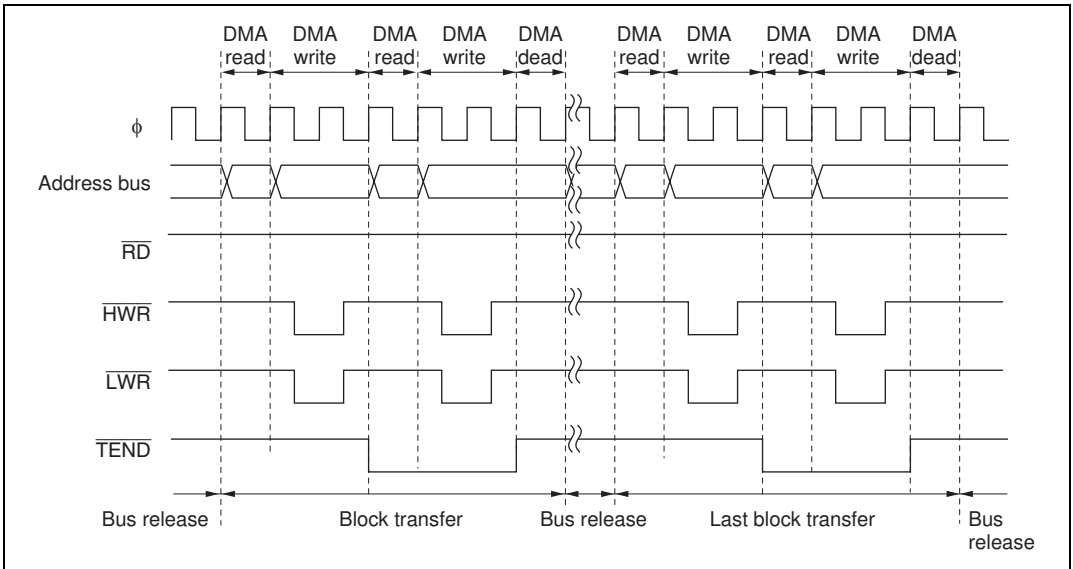 DMA read
DMA write
DMA read
DMA write
DMA dead
DMA read
DMA write
DMA read
DMA write
DMA dead
φ
Address bus
RD
HWR
LWR
TEND
Bus release
Block transfer
Bus release
Last block transfer
Bus
release